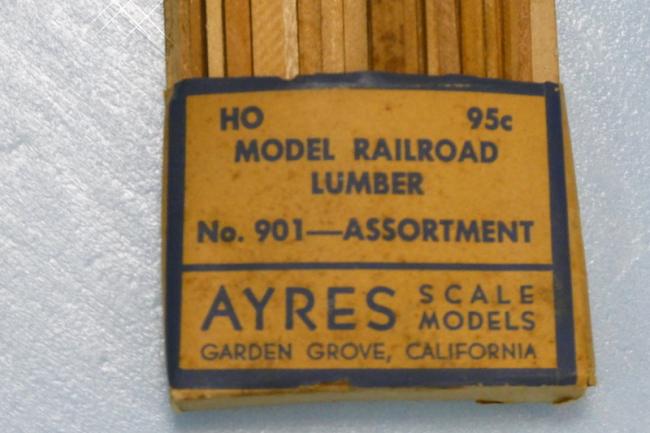 HO 95c
MODEL RAILROAD
LUMBER
No. 901—ASSORTMENT
AYRES SCALE MODELS
GARDEN GROVE, CALIFORNIA